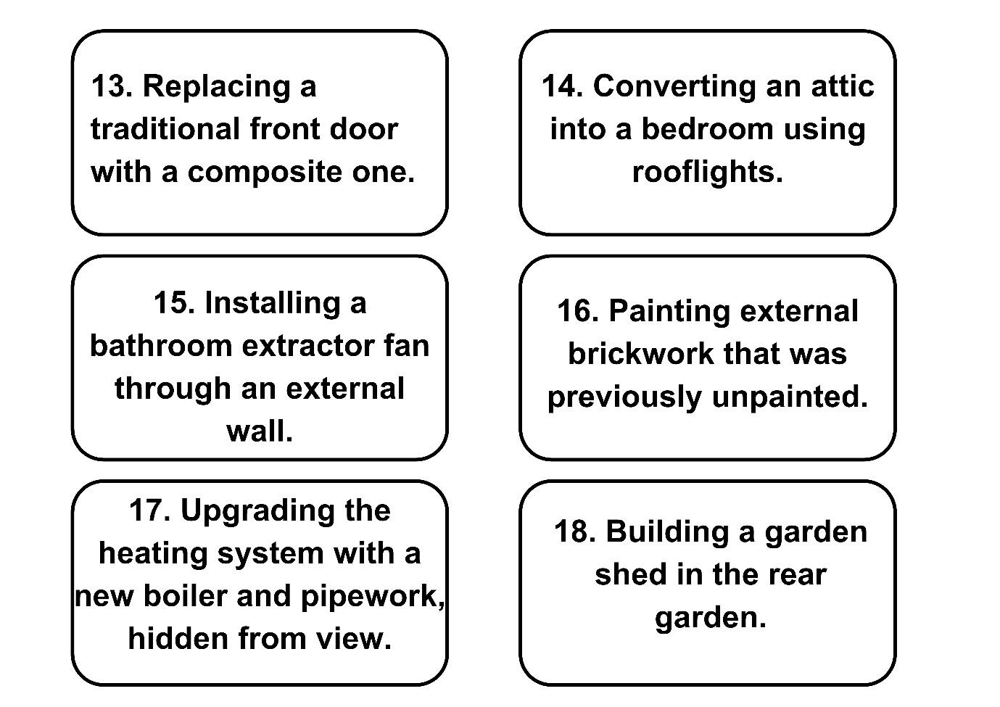 13. Replacing a
traditional front door
with a composite one.
14. Converting an attic
into a bedroom using
rooflights.
15. Installing a
bathroom extractor fan
through an external
wall.
16. Painting external
brickwork that was
previously unpainted.
17. Upgrading the
heating system with a
new boiler and pipework,
hidden from view.
18. Building a garden
shed in the rear
garden.